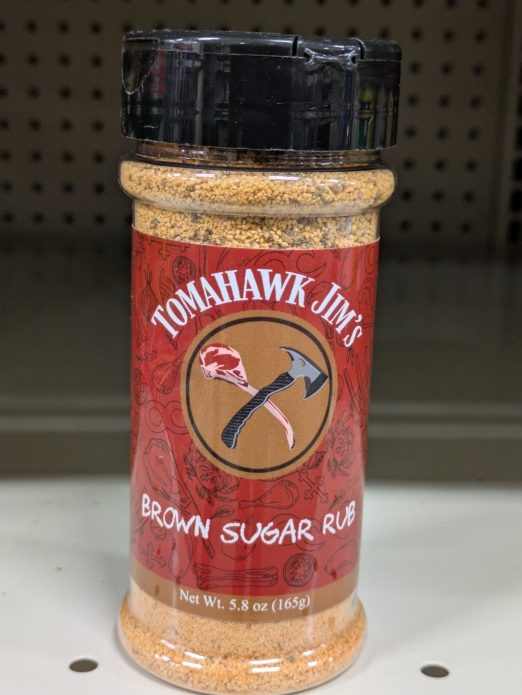 TOMAHAWK JIM'S
BROWN SUGAR RUB
Net Wt. 5.8 oz (165g)